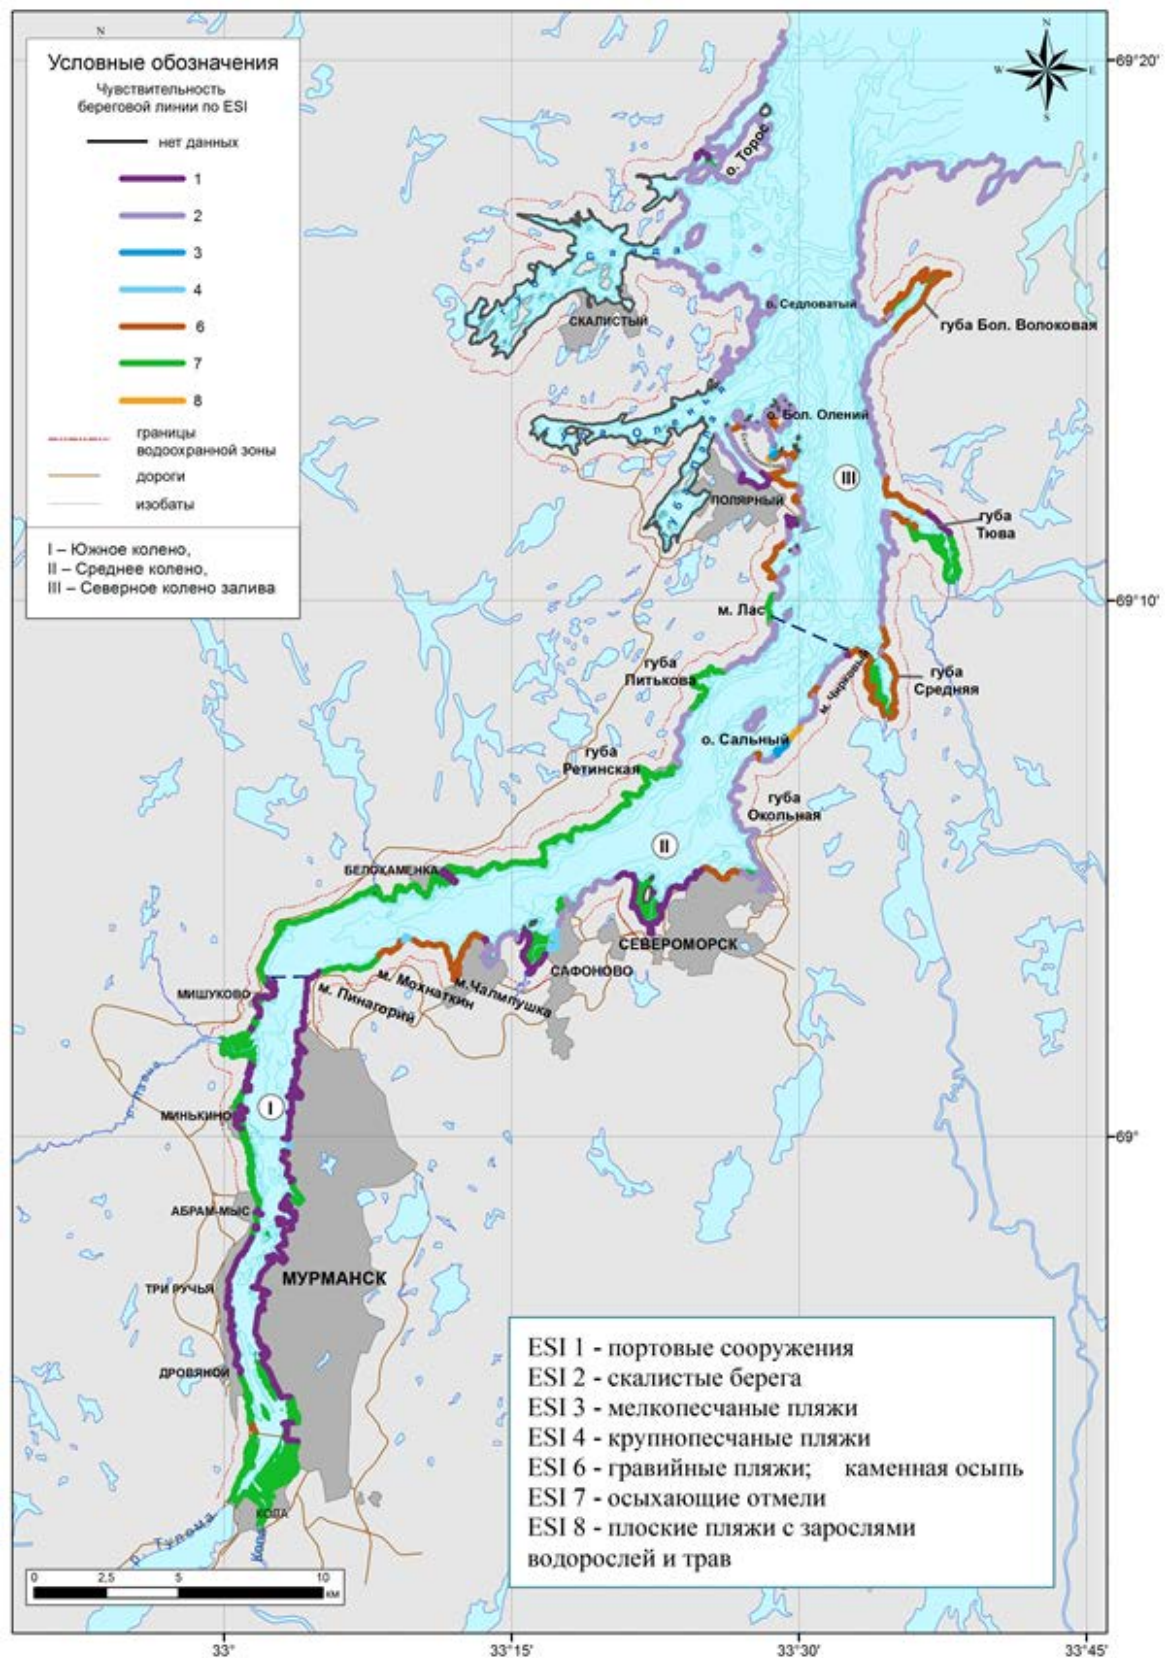 Условные обозначения
Чувствительность
береговой линии по ESI
нет данных
1
2
3
4
6
7
8
границы
водоохранной зоны
дороги
изобаты
I – Южное колено,
II – Среднее колено,
III – Северное колено залива
N
N
W
E
S
69°20'
69°10'
69°
о. Торос
СКАЛИСТЫЙ
о. Седловатый
губа Бол. Волоковая
о. Бол. Олений
ПОЛЯРНЫЙ
III
губа
Тюва
м. Лас
губа
Питькова
м. Чирковый
губа
Средняя
о. Сальный
губа
Ретинская
губа
Окольная
II
БЕЛОКАМЕНКА
СЕВЕРОМОРСК
САФОНОВО
м.Чалмпушка
м. Мохнаткин
м. Пинагорий
МИШУКОВО
I
МИНЬКИНО
АБРАМ-МЫС
МУРМАНСК
ТРИ РУЧЬЯ
ДРОВЯНОЙ
КОЛА
р. Тулома
Кола
0 2,5 5 10
км
ESI 1 - портовые сооружения
ESI 2 - скалистые берега
ESI 3 - мелкопесчаные пляжи
ESI 4 - крупнопесчаные пляжи
ESI 6 - гравийные пляжи; каменная осыпь
ESI 7 - осыхающие отмели
ESI 8 - плоские пляжи с зарослями
водорослей и трав
33° 33°15' 33°30' 33°45'